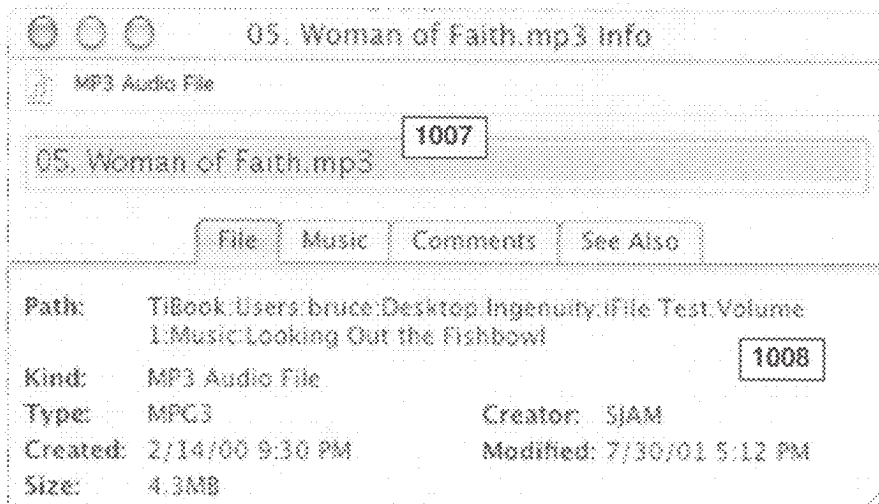 05. Woman of Faith.mp3 Info
MP3 Audio File
1007
05. Woman of Faith.mp3
File Music Comments See Also
Path: TiBook:Users:bruce:Desktop:Ingenuity:iFile Test:Volume
1:Music:Looking Out the Fishbowl
1008
Kind: MP3 Audio File
Type: MPG3 Creator: SJAM
Created: 2/14/00 9:30 PM Modified: 7/30/01 5:12 PM
Size: 4.3MB